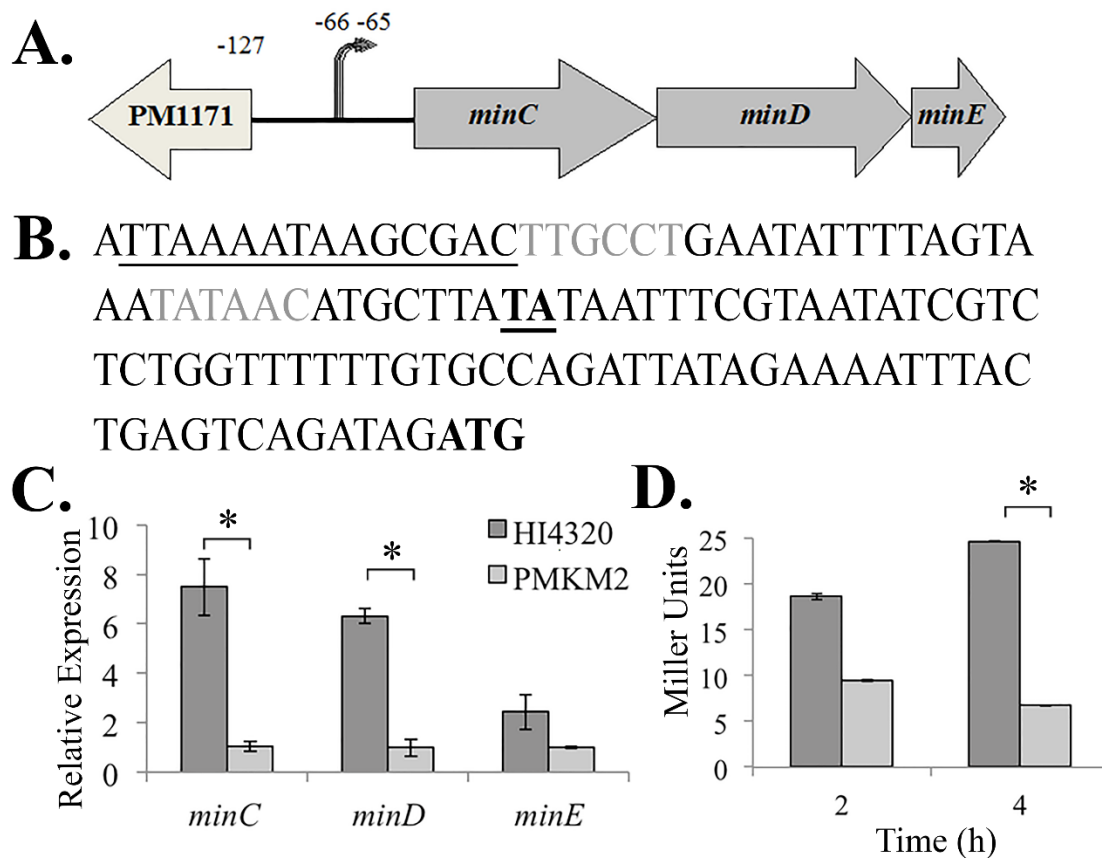 A.
-127
-66 -65
PM1171
minC
minD
minE
B.
ATTAAAATAAGCGACTTGCCTGAATATTTTAGTA
AATATAACATGCTTATATAATTTCGTAATATCGTC
TCTGGTTTTTTGTGCCAGATTATAGAAAATTTAC
TGAGTCAGATAGATG
C.
Relative Expression
10
8
6
4
2
0
*
*
HI4320
PMKM2
minC
minD
minE
D.
Miller Units
25
20
15
10
5
0
*
2
4
Time (h)